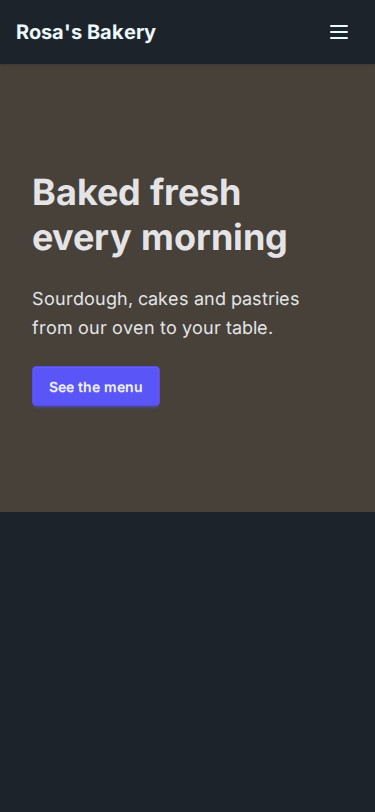 Rosa's Bakery
Baked fresh
every morning
Sourdough, cakes and pastries
from our oven to your table.
See the menu